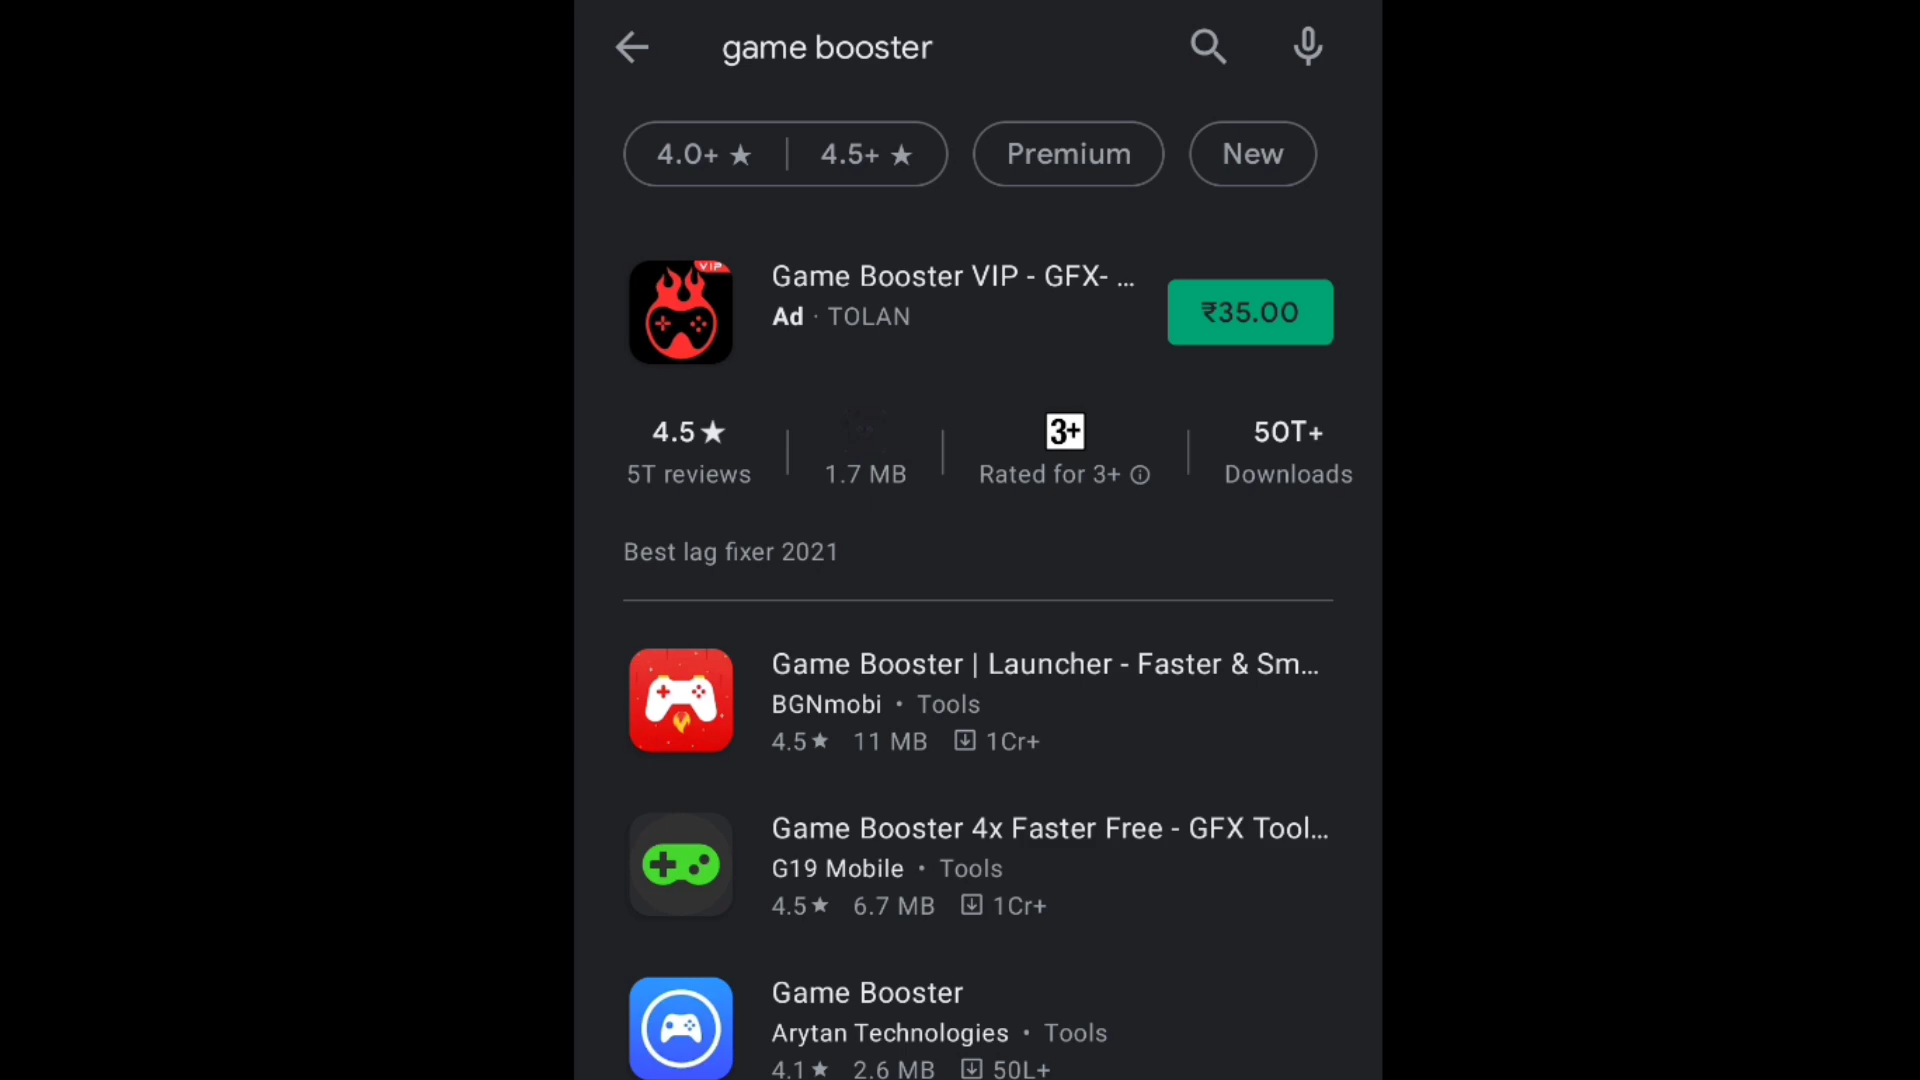 game booster
4.0+ ★ | 4.5+ ★ Premium New
VIP
Game Booster VIP - GFX- ...
Ad · TOLAN
₹35.00
4.5★ 3+ 50T+
5T reviews 1.7 MB Rated for 3+ Downloads
Best lag fixer 2021
Game Booster | Launcher - Faster & Sm...
BGNmobi • Tools
4.5★ 11 MB 1Cr+
Game Booster 4x Faster Free - GFX Tool...
G19 Mobile • Tools
4.5★ 6.7 MB 1Cr+
Game Booster
Arytan Technologies • Tools
4.1★ 2.6 MB 50L+